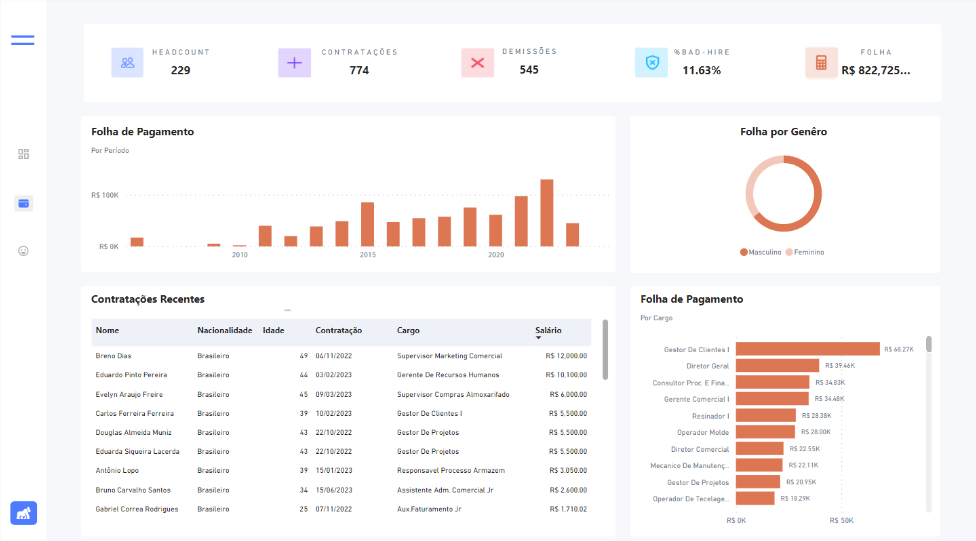 HEADCOUNT
229
CONTRATAÇÕES
774
DEMISSÕES
545
%BAD-HIRE
11.63%
FOLHA
R$ 822,725...
Folha de Pagamento
Por Período
R$ 100K
R$ 0K
2010 2015 2020
Folha por Genêro
Masculino Feminino
Contratações Recentes
Nome Nacionalidade Idade Contratação Cargo Salário
Breno Dias Brasileiro 49 04/11/2022 Supervisor Marketing Comercial R$ 12,000.00
Eduardo Pinto Pereira Brasileiro 44 03/02/2023 Gerente De Recursos Humanos R$ 10,100.00
Evelyn Araujo Freire Brasileiro 45 09/03/2023 Supervisor Compras Almoxarifado R$ 6,000.00
Carlos Ferreira Ferreira Brasileiro 39 10/02/2023 Gestor De Clientes I R$ 5,500.00
Douglas Almeida Muniz Brasileiro 43 22/10/2022 Gestor De Projetos R$ 5,500.00
Eduarda Siqueira Lacerda Brasileiro 43 22/10/2022 Gestor De Projetos R$ 5,500.00
Antônio Lopo Brasileiro 39 15/01/2023 Responsavel Processo Armazem R$ 3,050.00
Bruno Carvalho Santos Brasileiro 34 15/06/2023 Assistente Adm. Comercial Jr R$ 2,600.00
Gabriel Correa Rodrigues Brasileiro 25 07/11/2022 Aux.Faturamento Jr R$ 1,710.02
Folha de Pagamento
Por Cargo
Gestor De Clientes I R$ 68.27K
Diretor Geral R$ 39.46K
Consultor Proc. E Fina... R$ 34.83K
Gerente Comercial I R$ 34.48K
Resinador I R$ 28.38K
Operador Molde R$ 28.00K
Diretor Comercial R$ 22.55K
Mecanico De Manutenç... R$ 22.11K
Gestor De Projetos R$ 20.95K
Operador De Tecelage... R$ 18.29K
R$ 0K R$ 50K